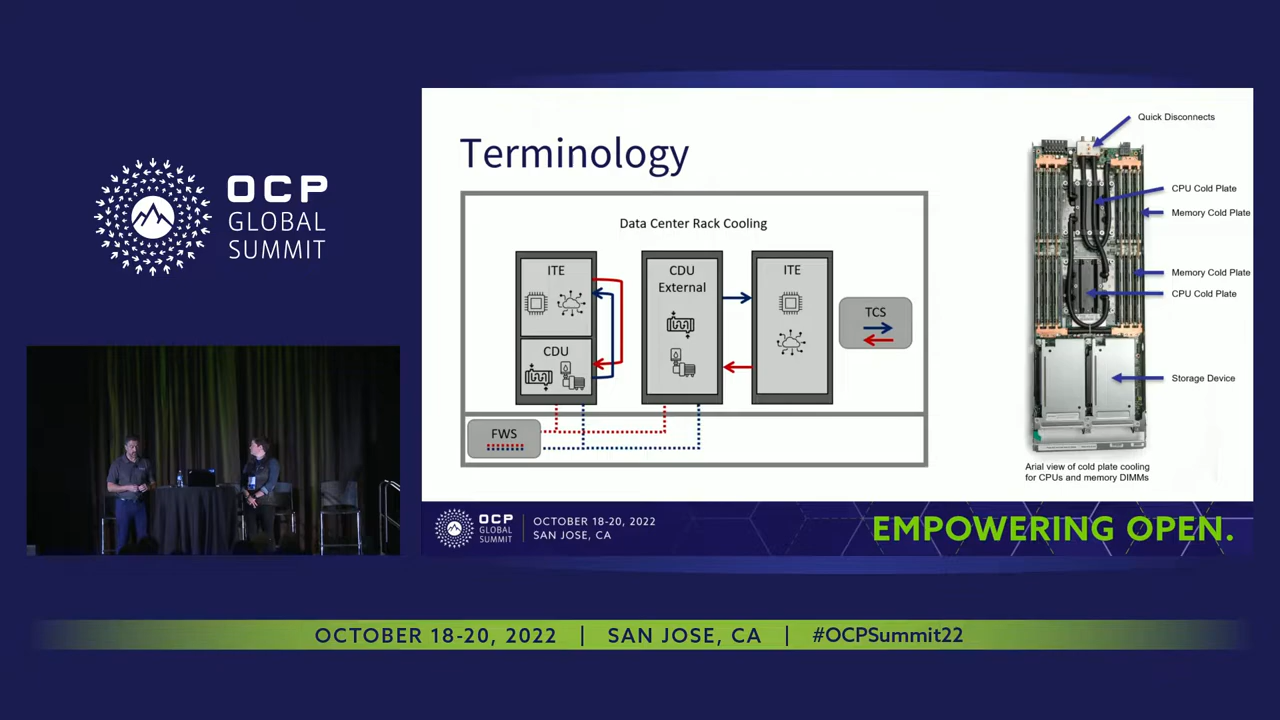 OCP
GLOBAL
SUMMIT
Terminology
Data Center Rack Cooling
ITE
CDU
CDU
External
ITE
TCS
FWS
Quick Disconnects
CPU Cold Plate
Memory Cold Plate
Memory Cold Plate
CPU Cold Plate
Storage Device
Arial view of cold plate cooling
for CPUs and memory DIMMs
OCP
GLOBAL
SUMMIT
OCTOBER 18-20, 2022
SAN JOSE, CA
EMPOWERING OPEN.
OCTOBER 18-20, 2022 | SAN JOSE, CA | #OCPSummit22